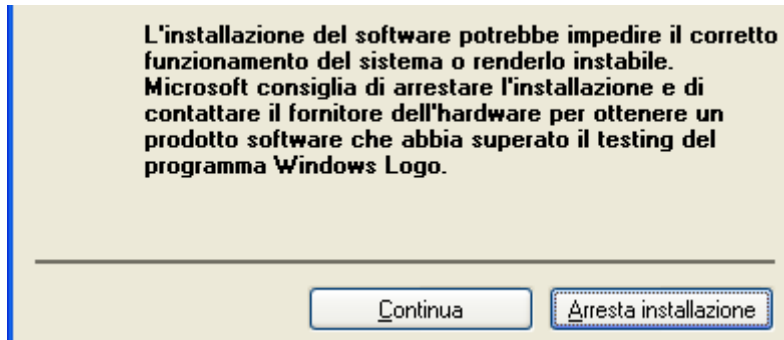 L'installazione del software potrebbe impedire il corretto
funzionamento del sistema o renderlo instabile.
Microsoft consiglia di arrestare l'installazione e di
contattare il fornitore dell'hardware per ottenere un
prodotto software che abbia superato il testing del
programma Windows Logo.
Continua
Arresta installazione